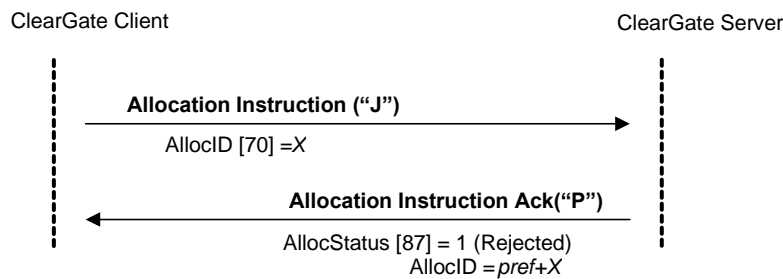 ClearGate Client
ClearGate Server
Allocation Instruction (“J”)
AllocID [70] =X
Allocation Instruction Ack(“P”)
AllocStatus [87] = 1 (Rejected)
AllocID =pref+X